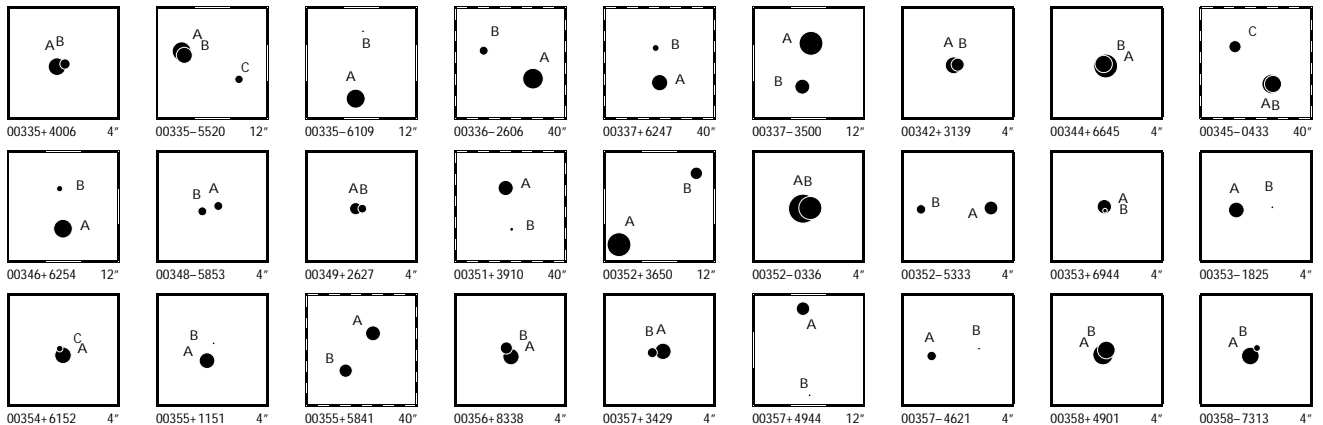 A B
A
B
C
B
A
B
A
B
A
A
B
A B
B
A
C
A B
00335+4006 4″ 00335−5520 12″ 00335−6109 12″ 00336−2606 40″ 00337+6247 40″ 00337−3500 12″ 00342+3139 4″ 00344+6645 4″ 00345−0433 40″
B
A
B A
A B
A
B
B
A
A B
B
A
A
B
A
B
00346+6254 12″ 00348−5853 4″ 00349+2627 4″ 00351+3910 40″ 00352+3650 12″ 00352−0336 4″ 00352−5333 4″ 00353+6944 4″ 00353−1825 4″
C
A
B
A
A
B
B
A
B A
A
B
A
B
B
A
B
A
00354+6152 4″ 00355+1151 4″ 00355+5841 40″ 00356+8338 4″ 00357+3429 4″ 00357+4944 12″ 00357−4621 4″ 00358+4901 4″ 00358−7313 4″